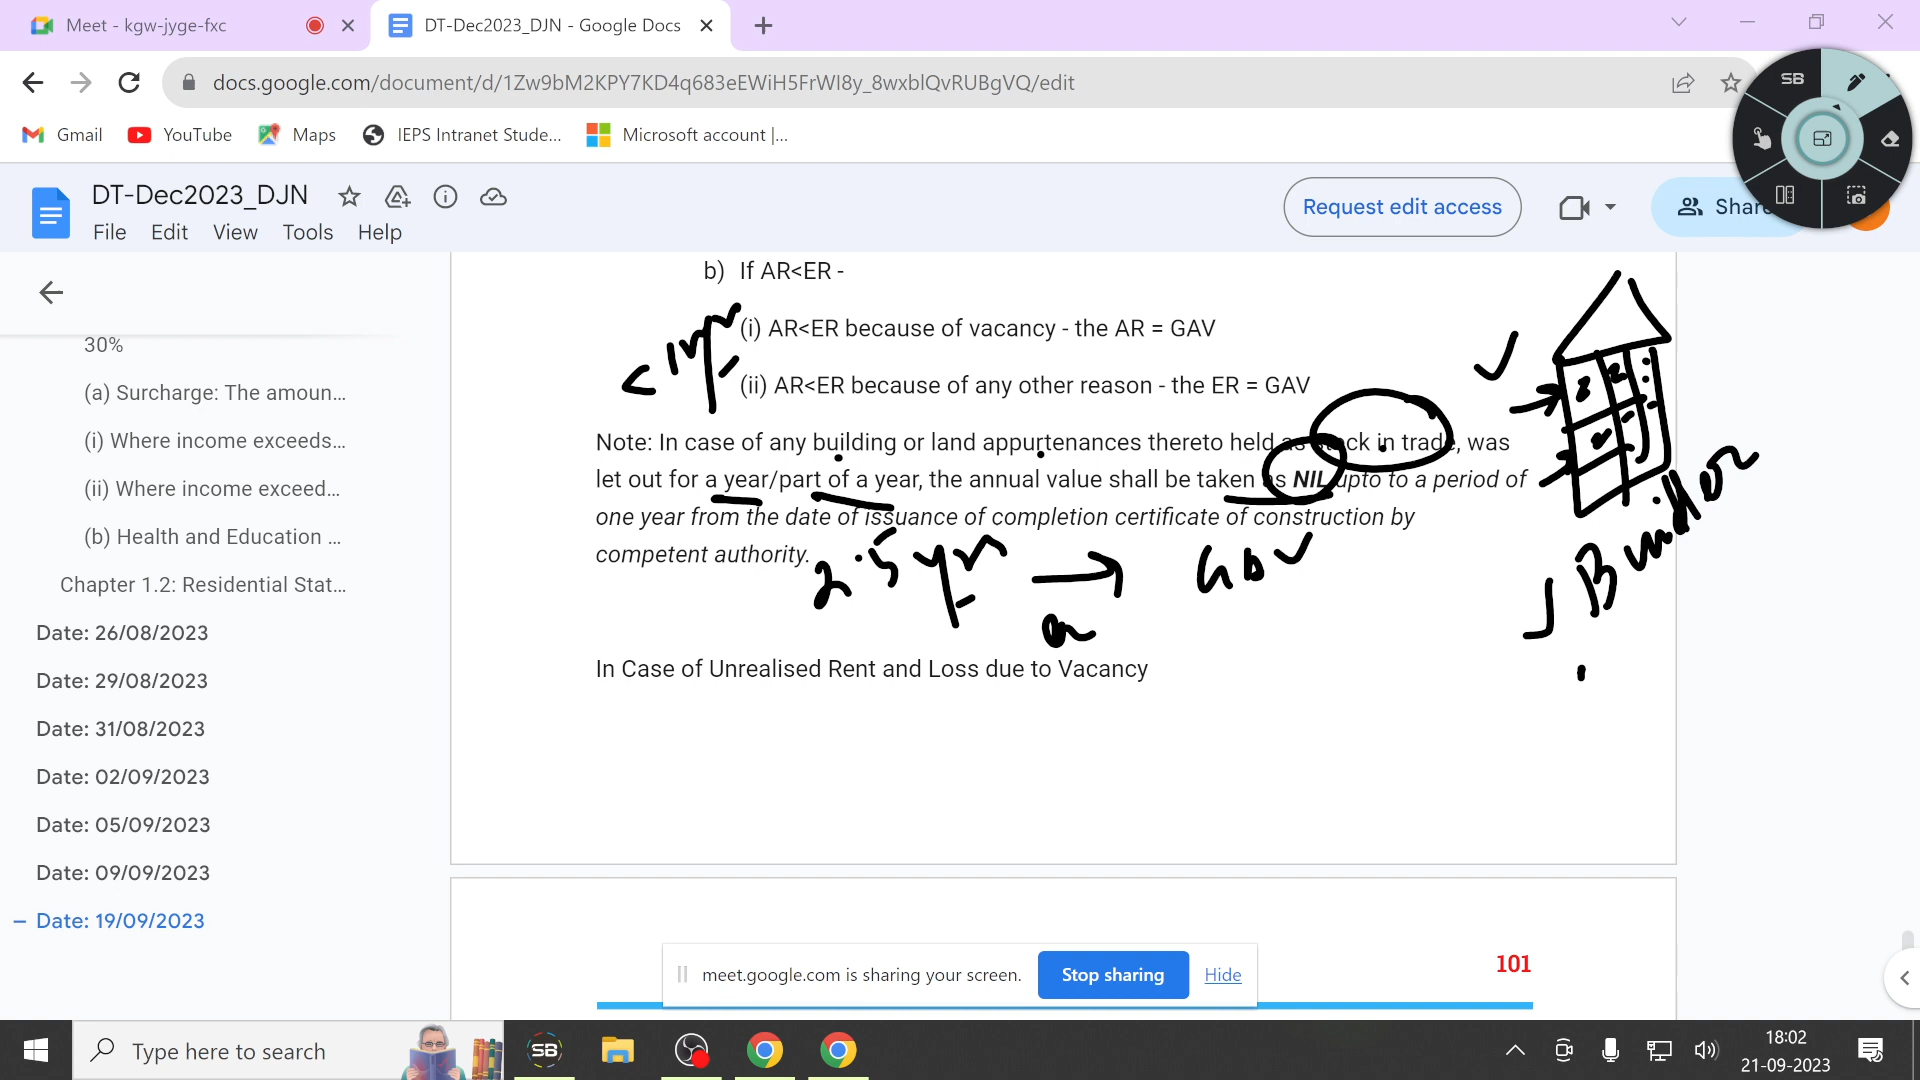 Meet - kgw-jyge-fxc
DT-Dec2023_DJN - Google Docs
docs.google.com/document/d/1Zw9bM2KPY7KD4q683eEWiH5FrWI8y_8wxblQvRUBgVQ/edit
Gmail YouTube Maps IEPS Intranet Stude... Microsoft account |...
SB
DT-Dec2023_DJN
File Edit View Tools Help
Request edit access
Share
30%
(a) Surcharge: The amoun...
(i) Where income exceeds...
(ii) Where income exceed...
(b) Health and Education ...
Chapter 1.2: Residential Stat...
Date: 26/08/2023
Date: 29/08/2023
Date: 31/08/2023
Date: 02/09/2023
Date: 05/09/2023
Date: 09/09/2023
Date: 19/09/2023
b) If AR<ER -
< 1yr
(i) AR<ER because of vacancy - the AR = GAV
(ii) AR<ER because of any other reason - the ER = GAV
Note: In case of any building or land appurtenances thereto held as stock in trade, was
let out for a year/part of a year, the annual value shall be taken as NIL upto to a period of
one year from the date of issuance of completion certificate of construction by
competent authority.
2.5 yr
Builder
In Case of Unrealised Rent and Loss due to Vacancy
101
meet.google.com is sharing your screen. Stop sharing Hide
Type here to search
SB
18:02
21-09-2023